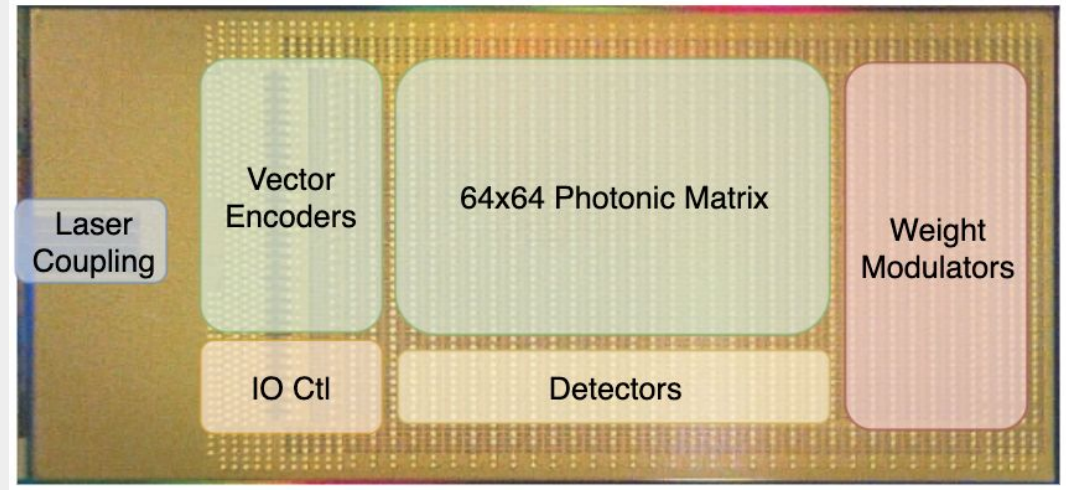 Laser
Coupling
Vector
Encoders
64x64 Photonic Matrix
Weight
Modulators
IO Ctl
Detectors